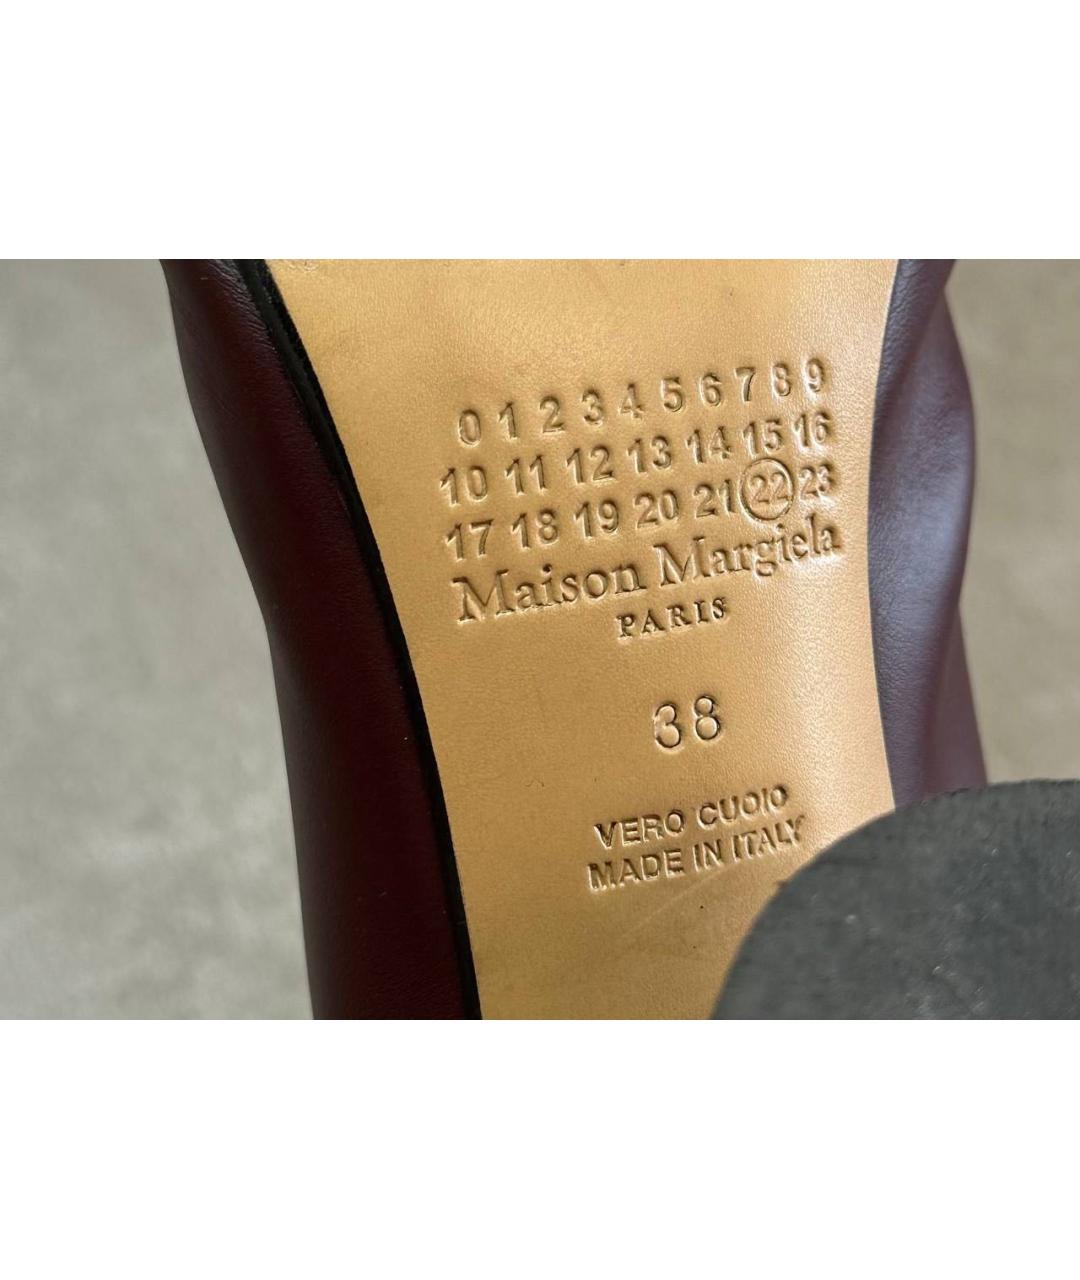 0 1 2 3 4 5 6 7 8 9
10 11 12 13 14 15 16
17 18 19 20 21 22 23
Maison Margiela
PARIS
38
VERO CUOIO
MADE IN ITALY